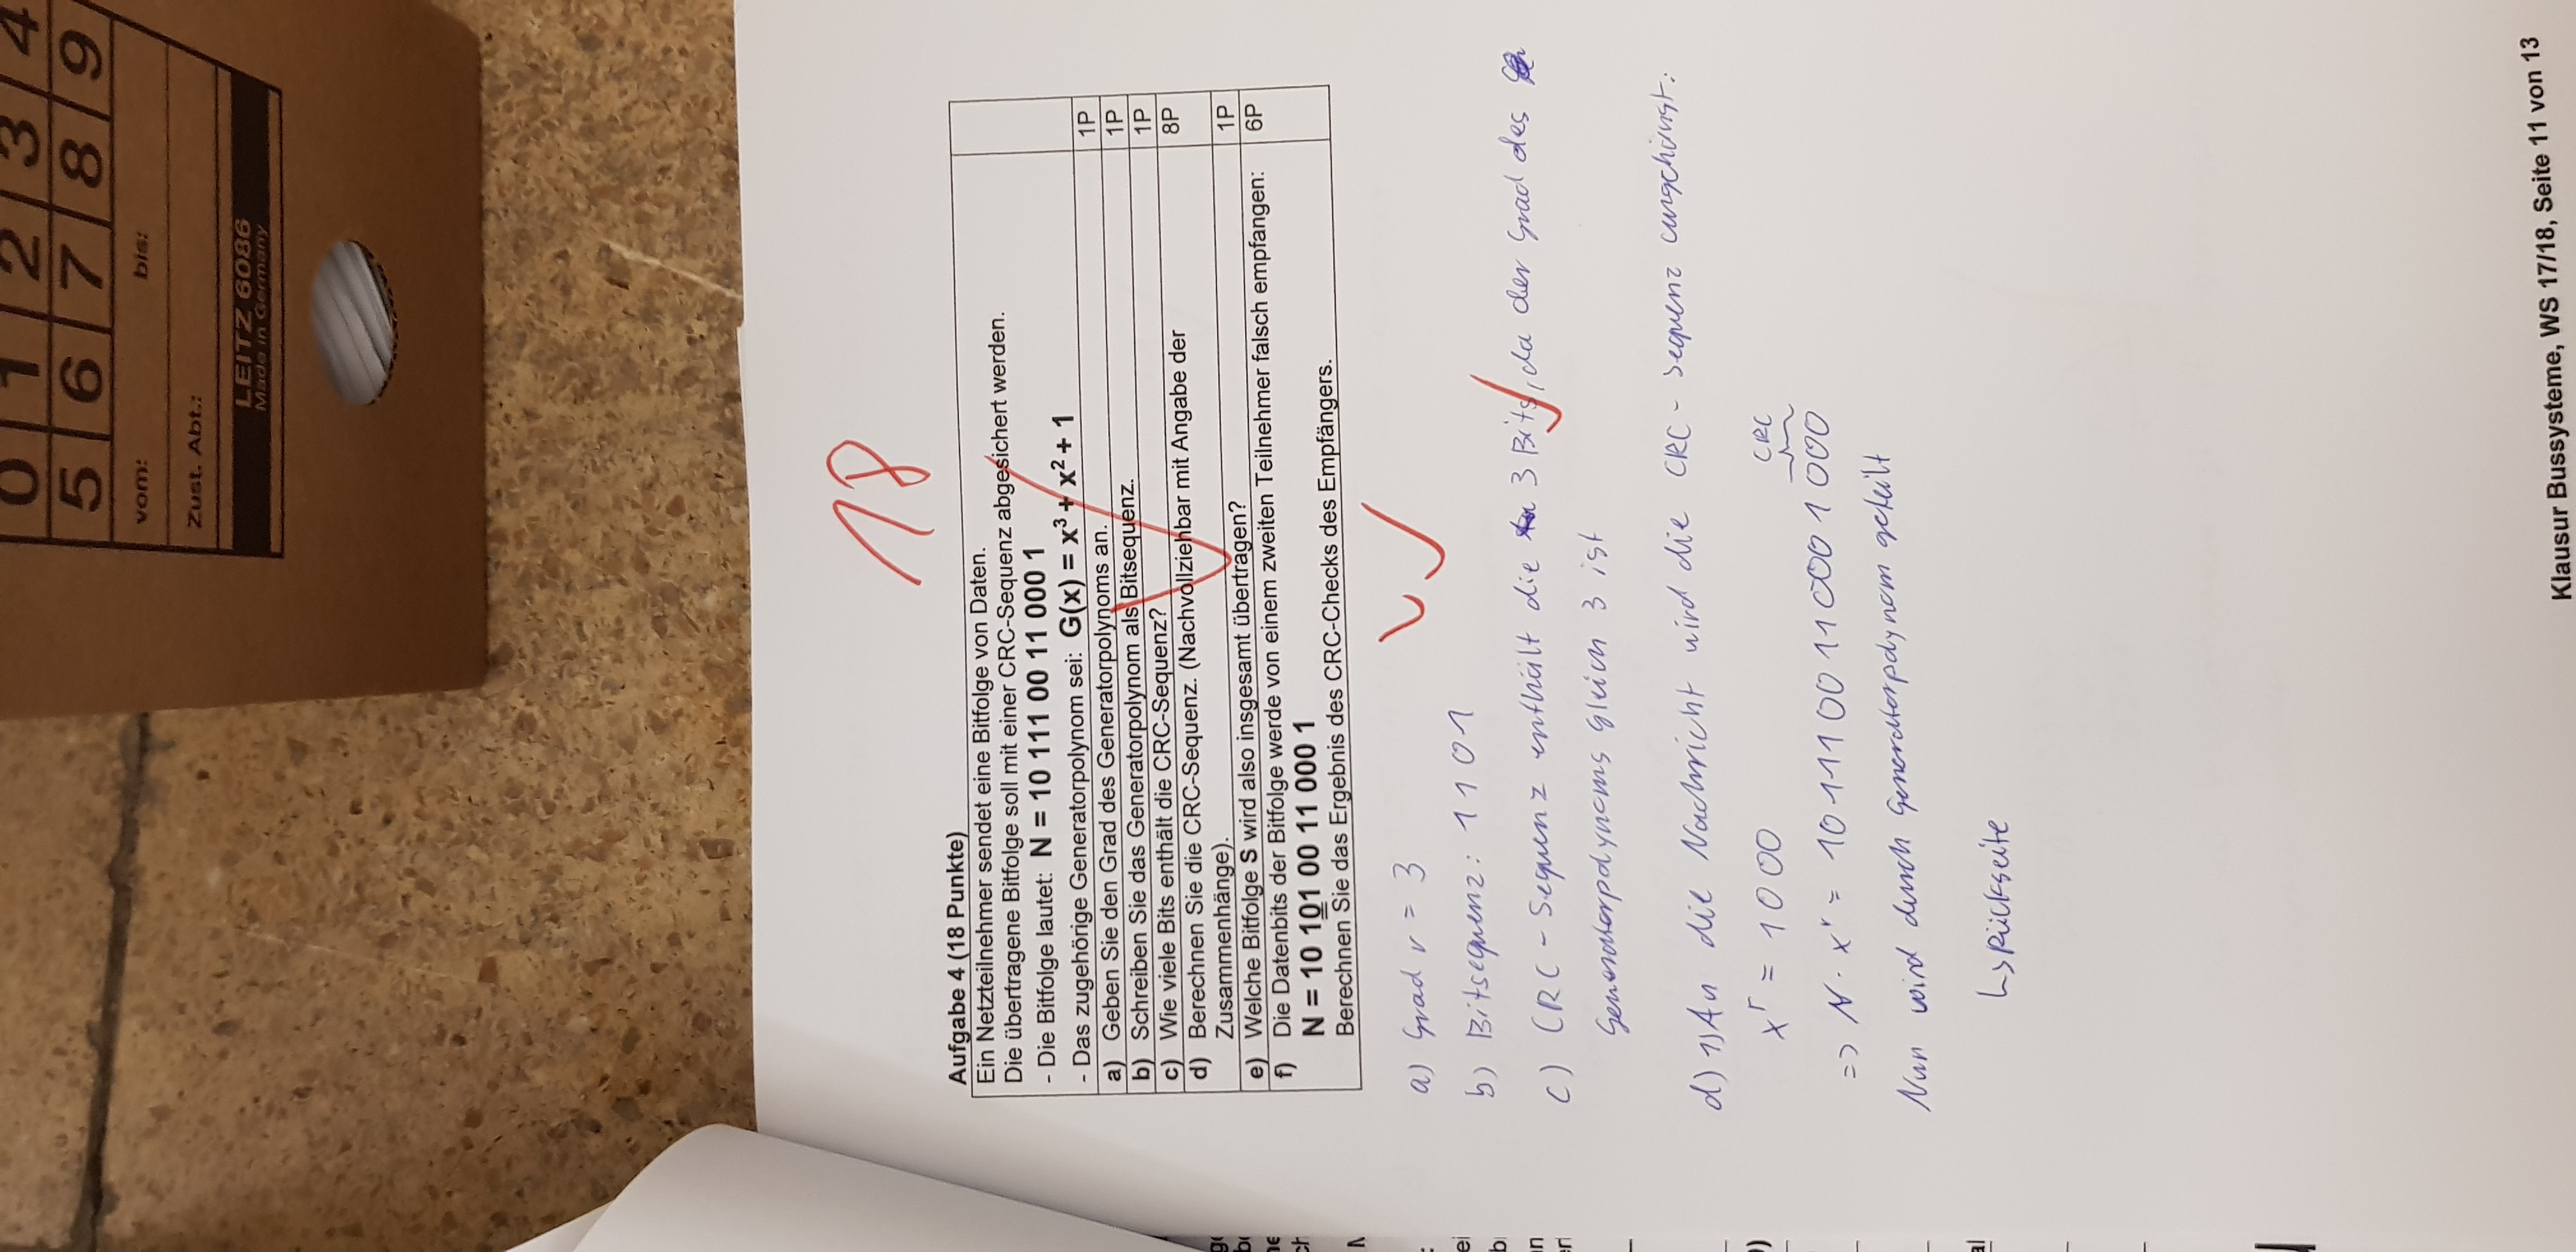 0 1 2 3 4
5 6 7 8 9
vom: bis:
Zust. Abt.:
LEITZ 6086
Made in Germany
18
Aufgabe 4 (18 Punkte)
Ein Netzteilnehmer sendet eine Bitfolge von Daten.
Die übertragene Bitfolge soll mit einer CRC-Sequenz abgesichert werden.
- Die Bitfolge lautet: N = 10 111 00 11 000 1
- Das zugehörige Generatorpolynom sei: G(x) = x³ + x² + 1
a) Geben Sie den Grad des Generatorpolynoms an. 1P
b) Schreiben Sie das Generatorpolynom als Bitsequenz. 1P
c) Wie viele Bits enthält die CRC-Sequenz? 1P
d) Berechnen Sie die CRC-Sequenz. (Nachvollziehbar mit Angabe der 8P
Zusammenhänge).
e) Welche Bitfolge S wird also insgesamt übertragen? 1P
f) Die Datenbits der Bitfolge werde von einem zweiten Teilnehmer falsch empfangen: 6P
N = 10 101 00 11 000 1
Berechnen Sie das Ergebnis des CRC-Checks des Empfängers.
a) Grad r = 3
b) Bitsequenz: 1101
c) CRC - Sequenz enthält die 3 Bits, da der Grad des
Generatorpolynoms gleich 3 ist
d) 1) An die Nachricht wird die CRC - Sequenz angehängt:
xʳ = 1000
CRC
=> N · xʳ = 1011100110001000
Nun wird durch Generatorpolynom geteilt
↳ Rückseite
Klausur Bussysteme, WS 17/18, Seite 11 von 13